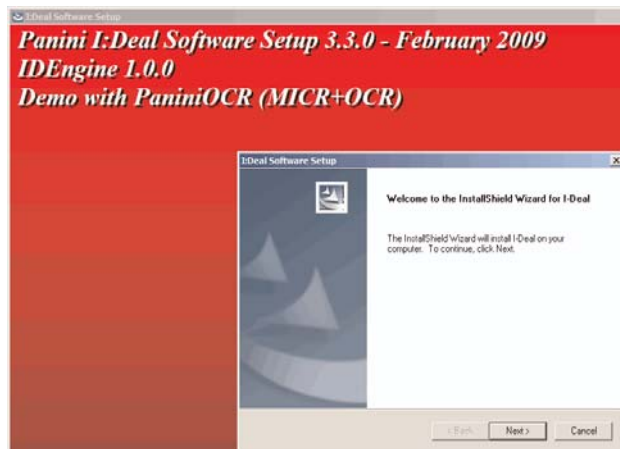 I:Deal Software Setup
Panini I:Deal Software Setup 3.3.0 - February 2009
IDEngine 1.0.0
Demo with PaniniOCR (MICR+OCR)
I:Deal Software Setup
Welcome to the InstallShield Wizard for I-Deal
The InstallShield Wizard will install I-Deal on your
computer. To continue, click Next.
< Back
Next >
Cancel